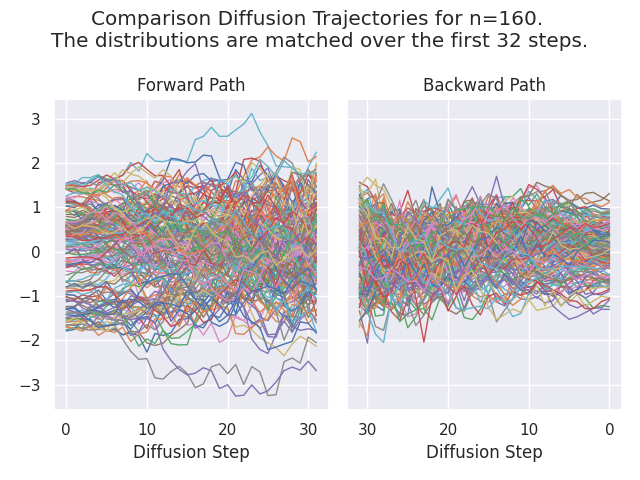 Comparison Diffusion Trajectories for n=160.
The distributions are matched over the first 32 steps.
Forward Path
Backward Path
3
2
1
0
−1
−2
−3
0 10 20 30
30 20 10 0
Diffusion Step
Diffusion Step